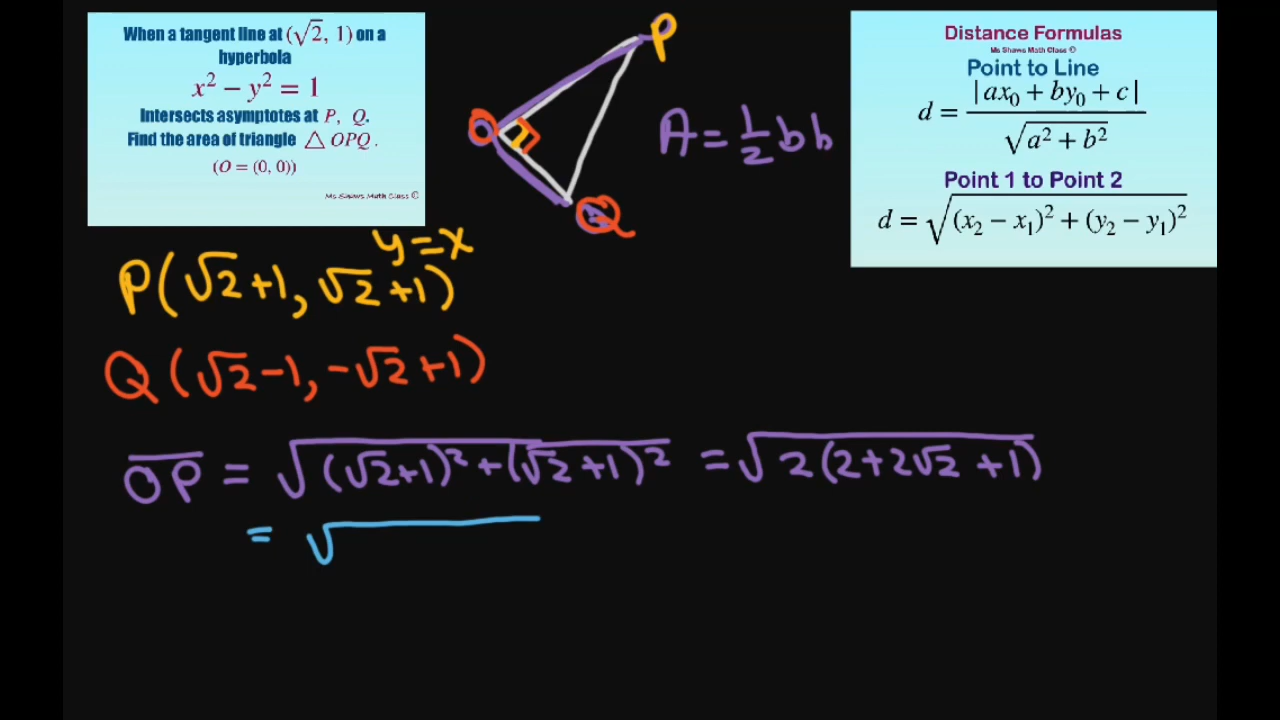 When a tangent line at (√2, 1) on a
hyperbola
x² − y² = 1
Intersects asymptotes at P, Q.
Find the area of triangle △ OPQ.
(O = (0, 0))
Ms Shaws Math Class ©
P
O
Q
A = ½bh
Distance Formulas
Ms Shaws Math Class ©
Point to Line
d = |ax₀ + by₀ + c| / √(a² + b²)
Point 1 to Point 2
d = √((x₂ − x₁)² + (y₂ − y₁)²)
y = x
P(√2+1, √2+1)
Q(√2−1, −√2+1)
OP = √((√2+1)² + (√2+1)²) = √(2(2+2√2+1))
= √